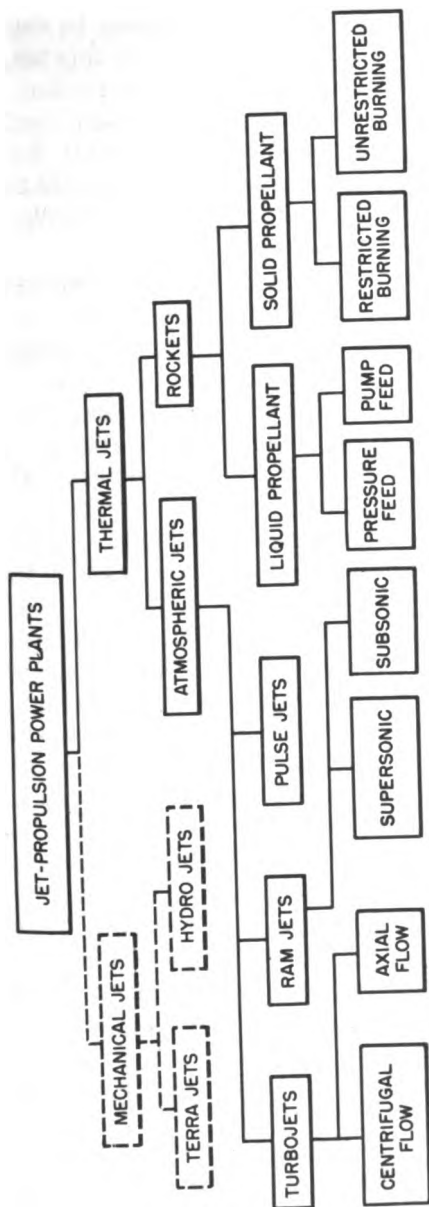 JET-PROPULSION POWER PLANTS
MECHANICAL JETS
THERMAL JETS
TERRA JETS
HYDRO JETS
ATMOSPHERIC JETS
ROCKETS
TURBOJETS
RAM JETS
PULSE JETS
LIQUID PROPELLANT
SOLID PROPELLANT
CENTRIFUGAL
FLOW
AXIAL
FLOW
SUPERSONIC
SUBSONIC
PRESSURE
FEED
PUMP
FEED
RESTRICTED
BURNING
UNRESTRICTED
BURNING